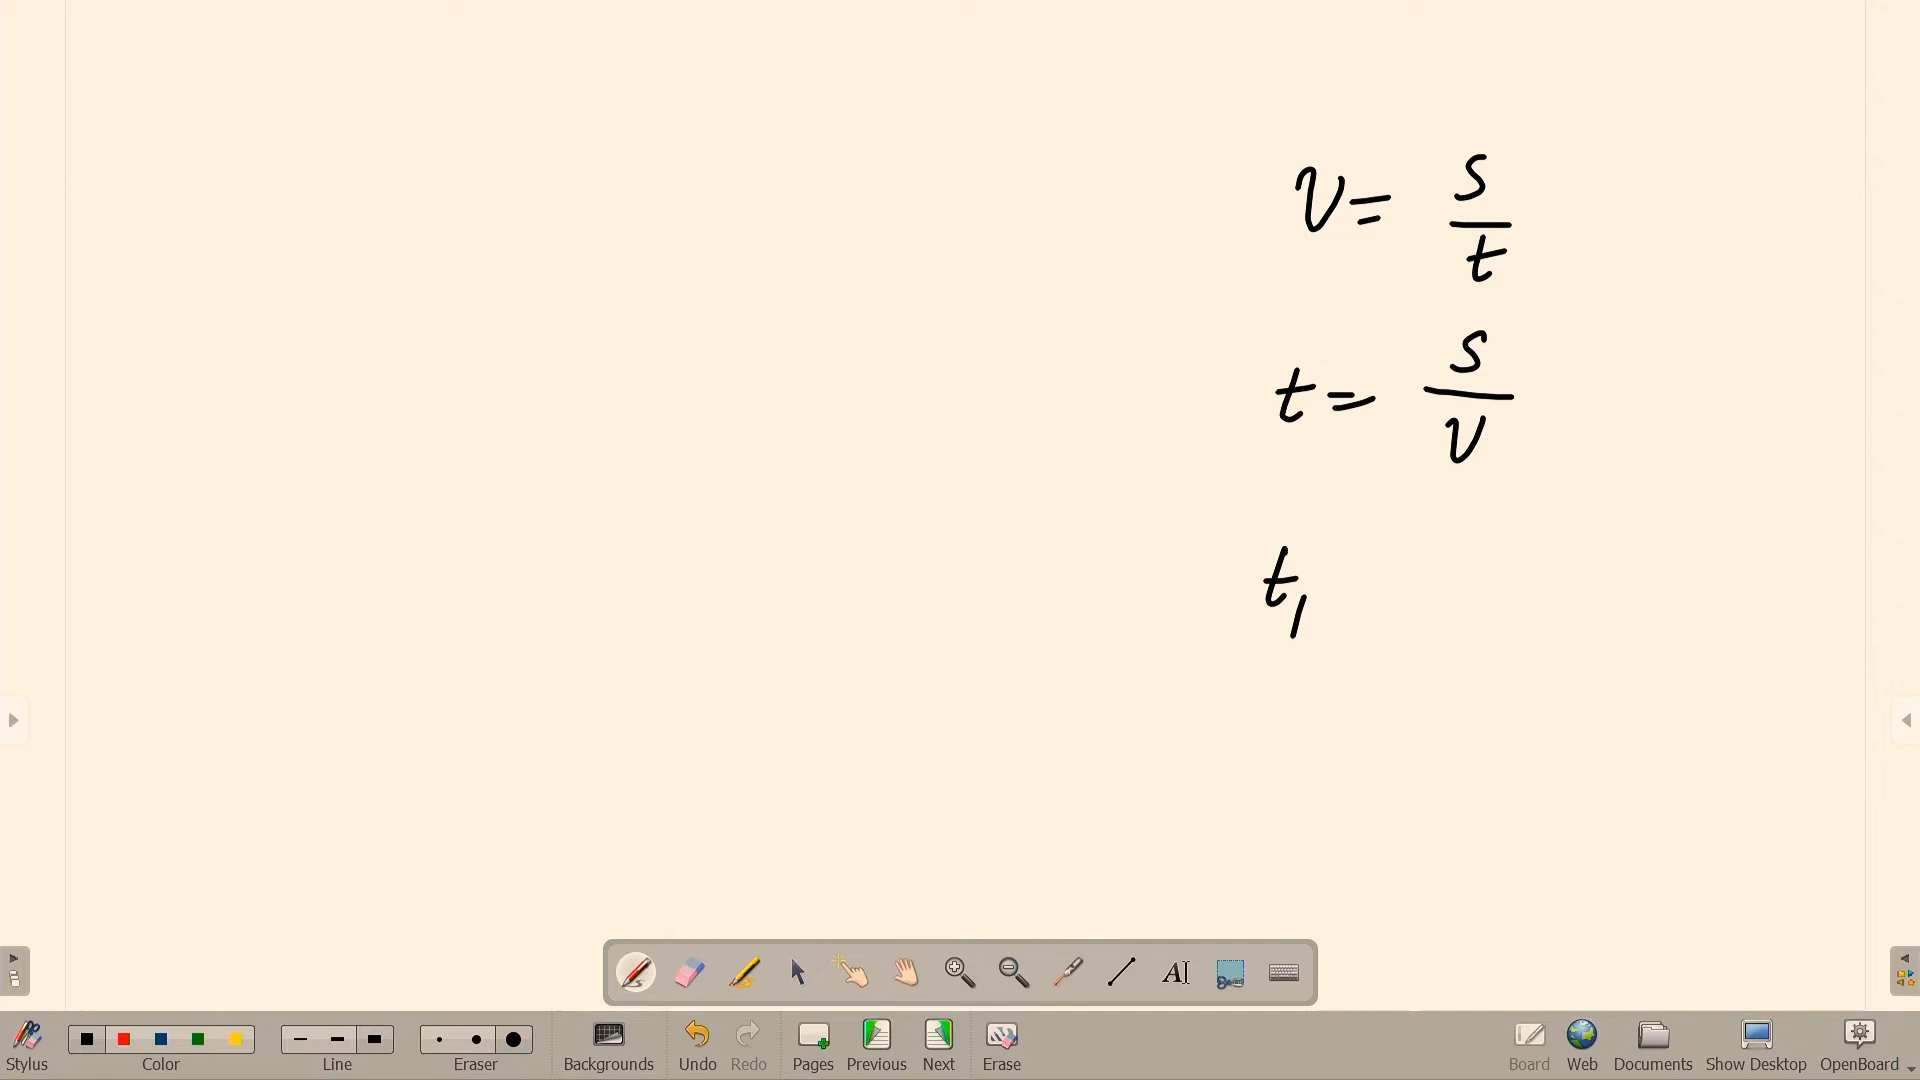 v = s/t
t = s/v
t₁
Stylus
Color
Line
Eraser
Backgrounds
Undo
Redo
Pages
Previous
Next
Erase
Board
Web
Documents
Show Desktop
OpenBoard